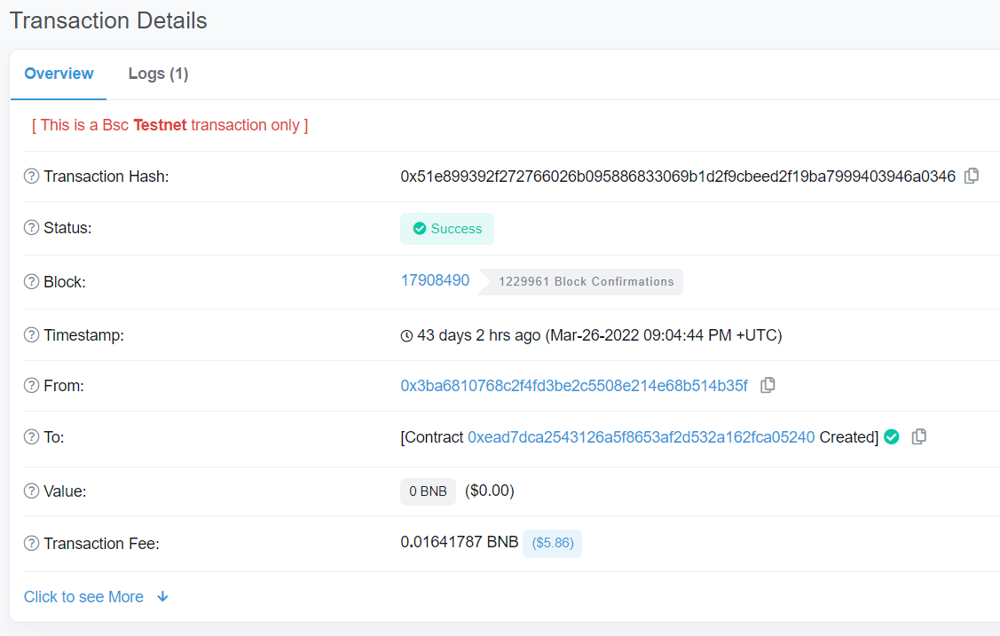 Transaction Details
Overview Logs (1)
[ This is a Bsc Testnet transaction only ]
Transaction Hash: 0x51e899392f272766026b095886833069b1d2f9cbeed2f19ba7999403946a0346
Status: Success
Block: 17908490 1229961 Block Confirmations
Timestamp: 43 days 2 hrs ago (Mar-26-2022 09:04:44 PM +UTC)
From: 0x3ba6810768c2f4fd3be2c5508e214e68b514b35f
To: [Contract 0xead7dca2543126a5f8653af2d532a162fca05240 Created]
Value: 0 BNB ($0.00)
Transaction Fee: 0.01641787 BNB ($5.86)
Click to see More